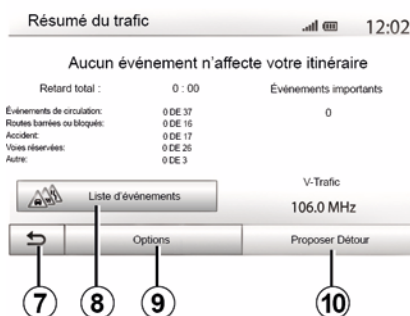 Résumé du trafic 12:02
Aucun événement n'affecte votre itinéraire
Retard total : 0 : 00 Événements importants
Événements de circulation: 0 DE 37 0
Routes barrées ou bloqués: 0 DE 16
Accident: 0 DE 17
Voies réservées: 0 DE 26
Autre: 0 DE 3
Liste d'événements V-Trafic
106.0 MHz
Options Proposer Détour
7 8 9 10